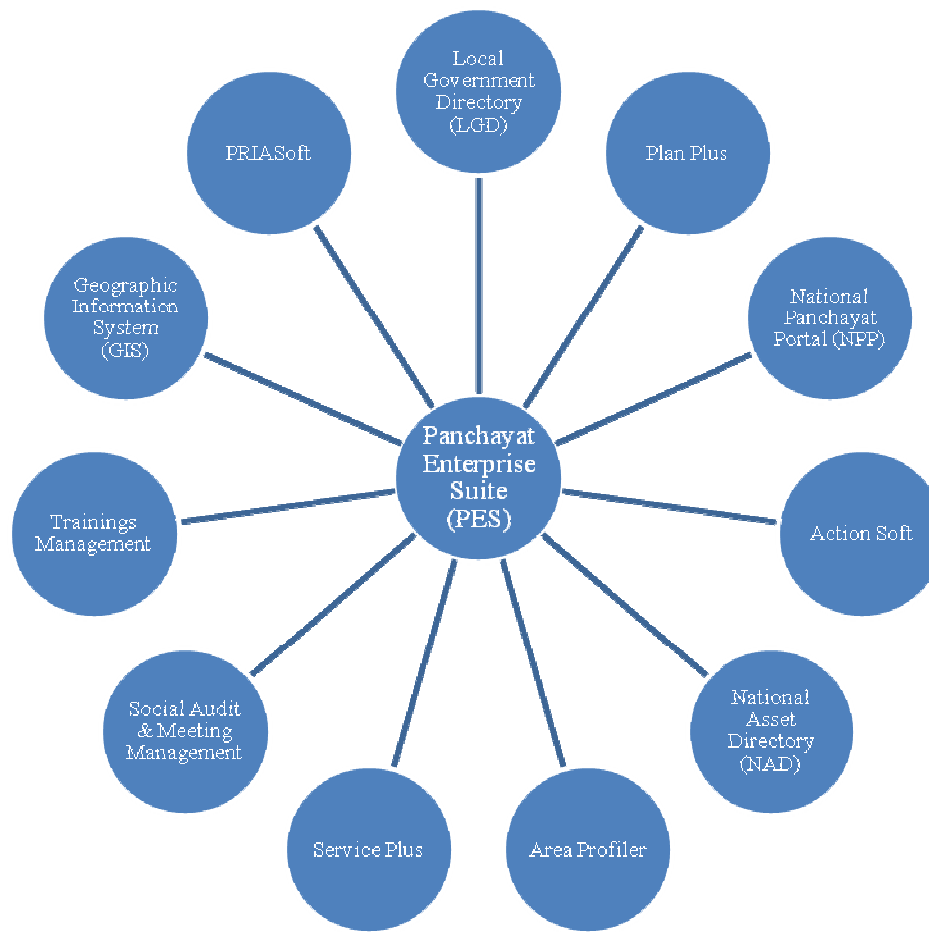 Local
Government
Directory
(LGD)
PRIASoft
Plan Plus
Geographic
Information
System
(GIS)
National
Panchayat
Portal (NPP)
Panchayat
Enterprise
Suite
(PES)
Trainings
Management
Action Soft
Social Audit
& Meeting
Management
National
Asset
Directory
(NAD)
Service Plus
Area Profiler